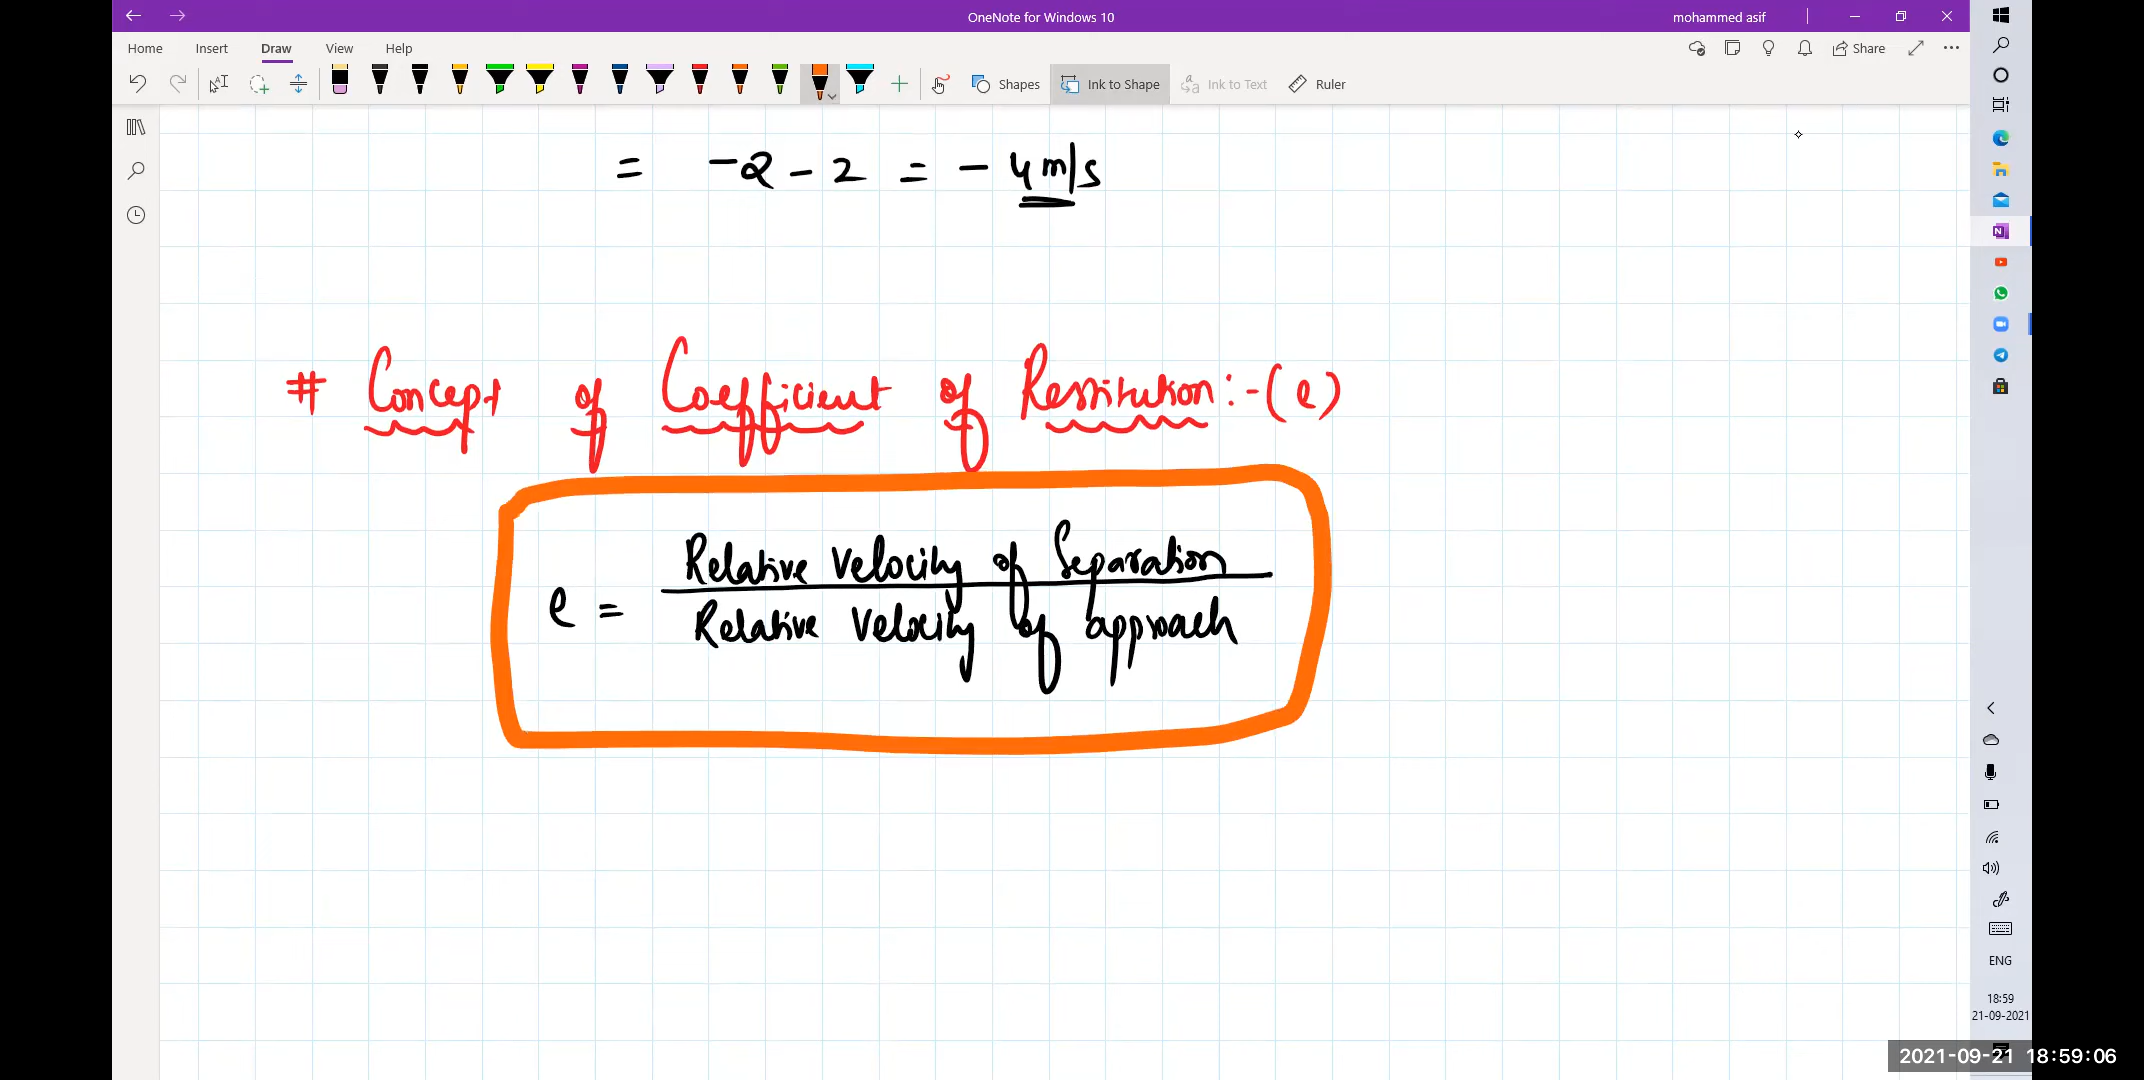 OneNote for Windows 10
mohammed asif
Home Insert Draw View Help
Share
Shapes Ink to Shape Ink to Text Ruler
= -2 - 2 = - 4 m/s
# Concept of Coefficient of Restitution :- (e)
e = Relative Velocity of Separation
Relative Velocity of approach
ENG
18:59
21-09-2021
2021-09-21 18:59:06